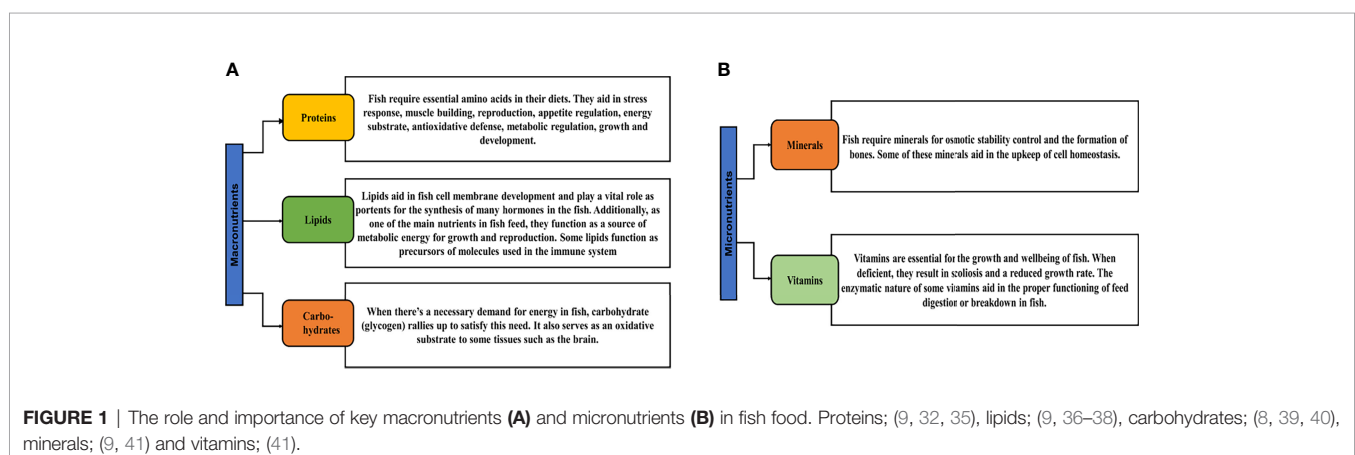 A
Macronutrients
Proteins
Fish require essential amino acids in their diets. They aid in stress
response, muscle building, reproduction, appetite regulation, energy
substrate, antioxidative defense, metabolic regulation, growth and
development.
Lipids
Lipids aid in fish cell membrane development and play a vital role as
portents for the synthesis of many hormones in the fish. Additionally, as
one of the main nutrients in fish feed, they function as a source of
metabolic energy for growth and reproduction. Some lipids function as
precursors of molecules used in the immune system
Carbo-
hydrates
When there's a necessary demand for energy in fish, carbohydrate
(glycogen) rallies up to satisfy this need. It also serves as an oxidative
substrate to some tissues such as the brain.
B
Micronutrients
Minerals
Fish require minerals for osmotic stability control and the formation of
bones. Some of these minerals aid in the upkeep of cell homeostasis.
Vitamins
Vitamins are essential for the growth and wellbeing of fish. When
deficient, they result in scoliosis and a reduced growth rate. The
enzymatic nature of some vitamins aid in the proper functioning of feed
digestion or breakdown in fish.
FIGURE 1 | The role and importance of key macronutrients (A) and micronutrients (B) in fish food. Proteins; (9, 32, 35), lipids; (9, 36–38), carbohydrates; (8, 39, 40),
minerals; (9, 41) and vitamins; (41).